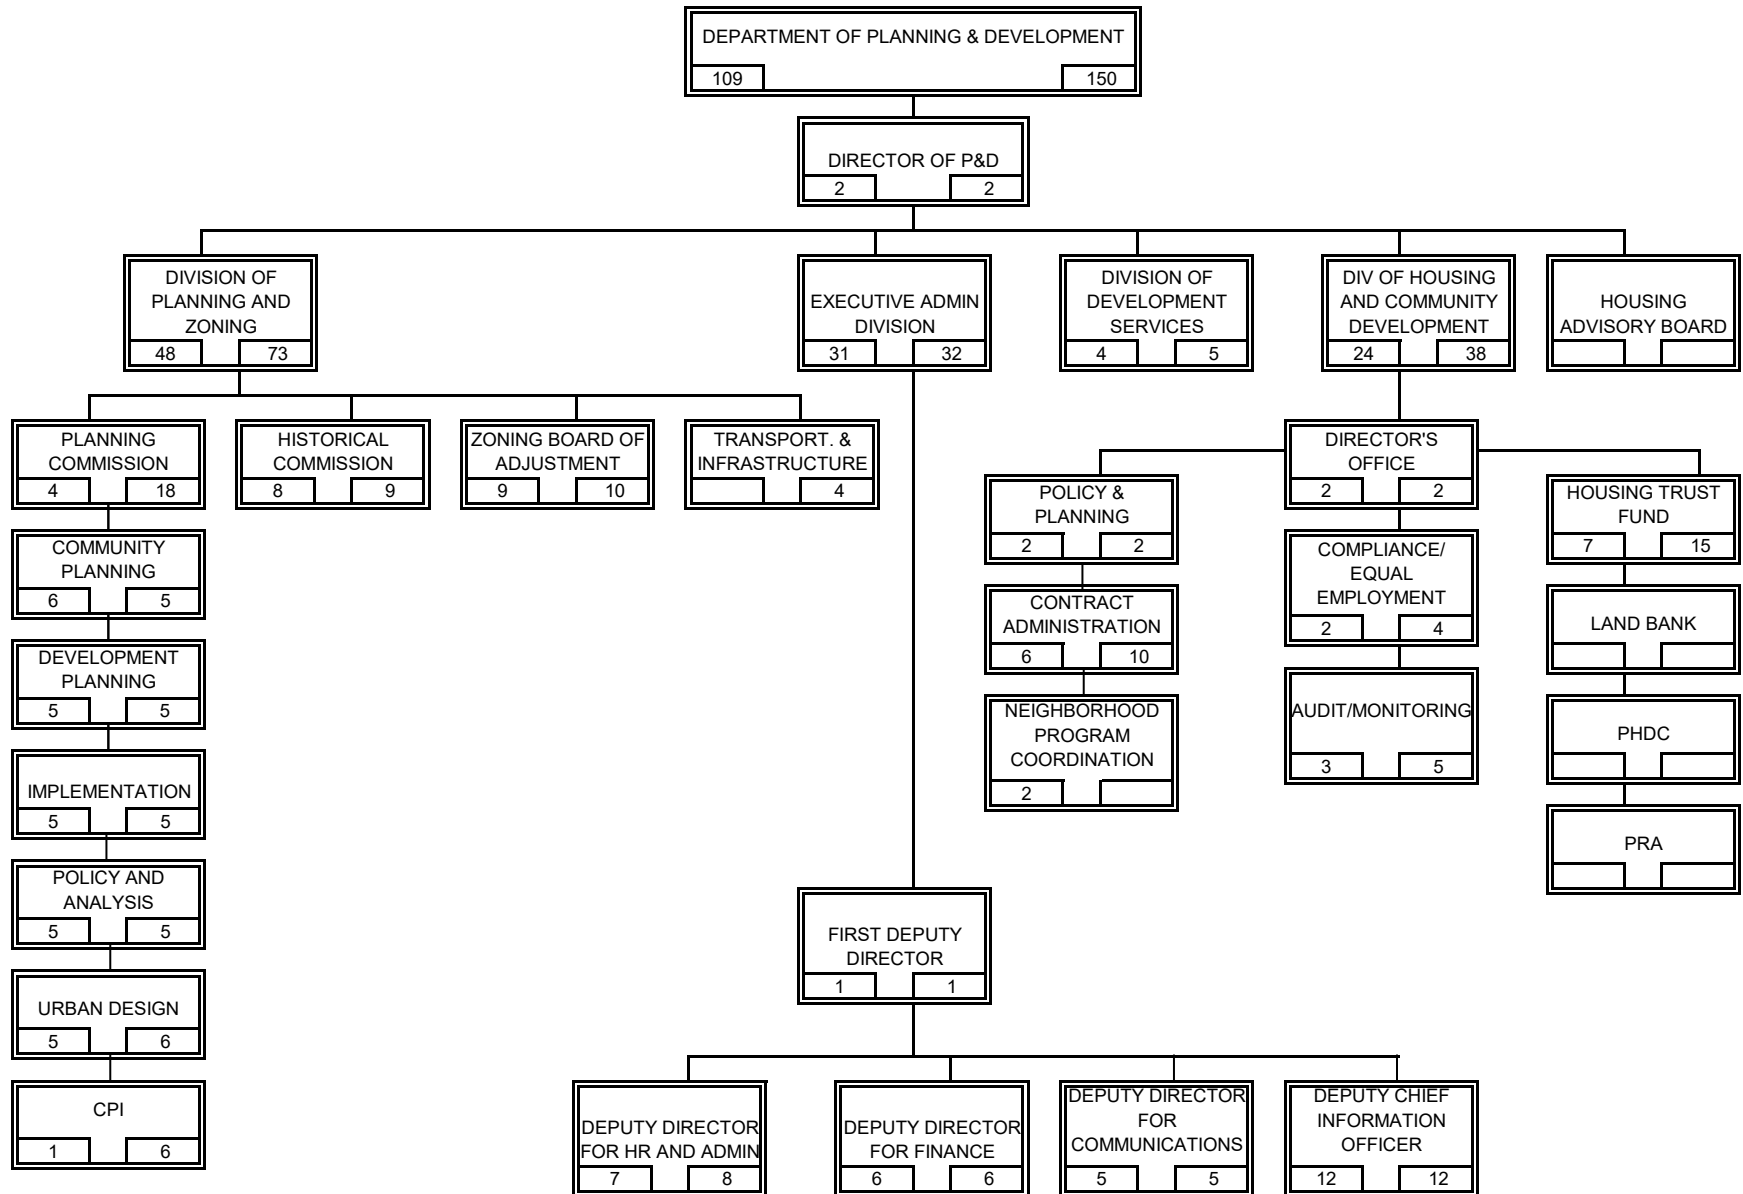 DEPARTMENT OF PLANNING & DEVELOPMENT
109 150
DIRECTOR OF P&D
2 2
DIVISION OF
PLANNING AND
ZONING
48 73
EXECUTIVE ADMIN
DIVISION
31 32
DIVISION OF
DEVELOPMENT
SERVICES
4 5
DIV OF HOUSING
AND COMMUNITY
DEVELOPMENT
24 38
HOUSING
ADVISORY BOARD
PLANNING
COMMISSION
4 18
HISTORICAL
COMMISSION
8 9
ZONING BOARD OF
ADJUSTMENT
9 10
TRANSPORT. &
INFRASTRUCTURE
4
DIRECTOR'S
OFFICE
2 2
COMMUNITY
PLANNING
6 5
DEVELOPMENT
PLANNING
5 5
IMPLEMENTATION
5 5
POLICY AND
ANALYSIS
5 5
URBAN DESIGN
5 6
CPI
1 6
POLICY &
PLANNING
2 2
CONTRACT
ADMINISTRATION
6 10
NEIGHBORHOOD
PROGRAM
COORDINATION
2
COMPLIANCE/
EQUAL
EMPLOYMENT
2 4
AUDIT/MONITORING
3 5
HOUSING TRUST
FUND
7 15
LAND BANK
PHDC
PRA
FIRST DEPUTY
DIRECTOR
1 1
DEPUTY DIRECTOR
FOR HR AND ADMIN
7 8
DEPUTY DIRECTOR
FOR FINANCE
6 6
DEPUTY DIRECTOR
FOR
COMMUNICATIONS
5 5
DEPUTY CHIEF
INFORMATION
OFFICER
12 12